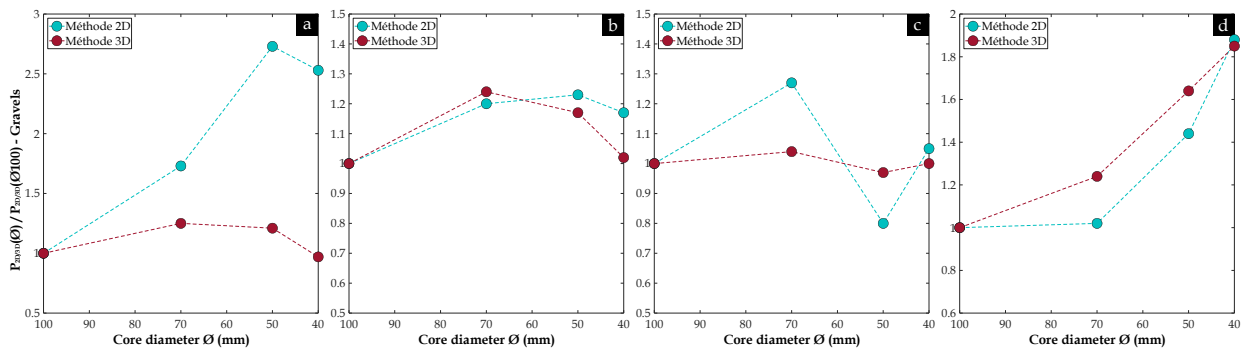 P2D/3D(Ø) / P2D/3D(Ø100) - Gravels
a
Méthode 2D
Méthode 3D
3
2.5
2
1.5
1
0.5
100 90 80 70 60 50 40
Core diameter Ø (mm)
b
Méthode 2D
Méthode 3D
1.5
1.4
1.3
1.2
1.1
1
0.9
0.8
0.7
0.6
0.5
100 90 80 70 60 50 40
Core diameter Ø (mm)
c
Méthode 2D
Méthode 3D
1.5
1.4
1.3
1.2
1.1
1
0.9
0.8
0.7
0.6
0.5
100 90 80 70 60 50 40
Core diameter Ø (mm)
d
Méthode 2D
Méthode 3D
2
1.8
1.6
1.4
1.2
1
0.8
0.6
100 90 80 70 60 50 40
Core diameter Ø (mm)